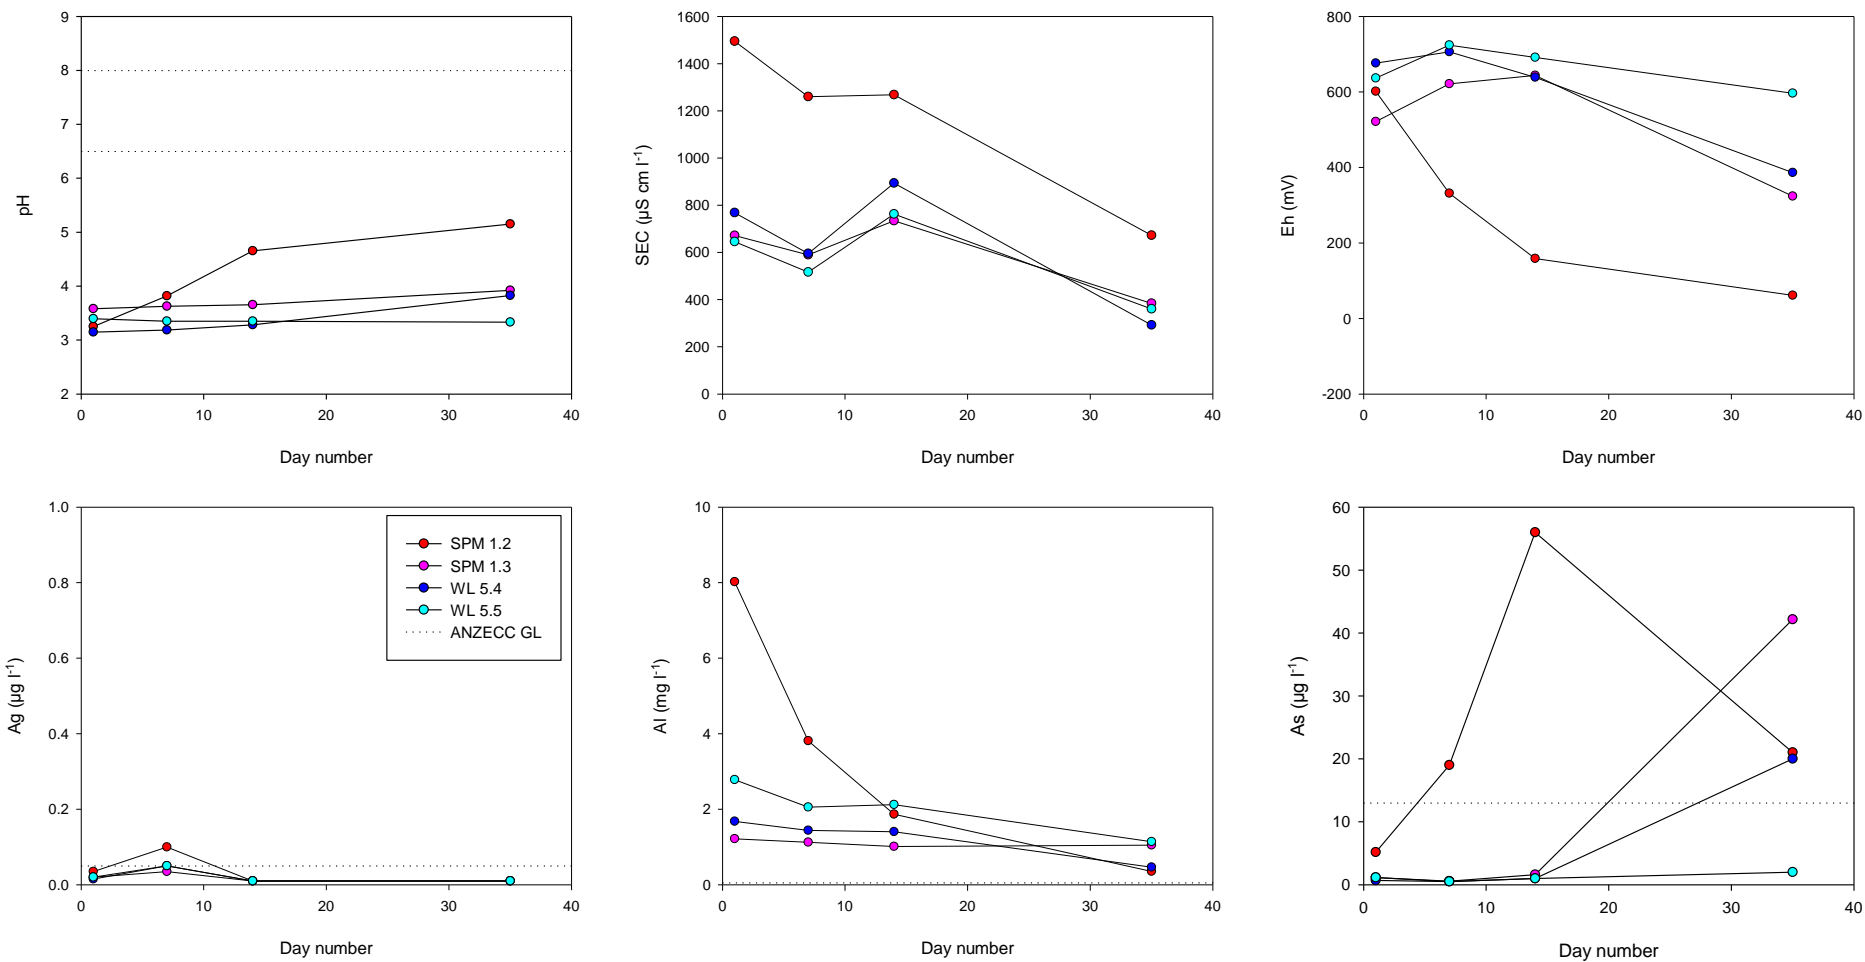 9
8
7
6
5
4
3
2
pH
0 10 20 30 40
Day number
1600
1400
1200
1000
800
600
400
200
0
SEC (µS cm l⁻¹)
0 10 20 30 40
Day number
800
600
400
200
0
-200
Eh (mV)
0 10 20 30 40
Day number
1.0
0.8
0.6
0.4
0.2
0.0
Ag (µg l⁻¹)
SPM 1.2
SPM 1.3
WL 5.4
WL 5.5
ANZECC GL
0 10 20 30 40
Day number
10
8
6
4
2
0
Al (mg l⁻¹)
0 10 20 30 40
Day number
60
50
40
30
20
10
0
As (µg l⁻¹)
0 10 20 30 40
Day number